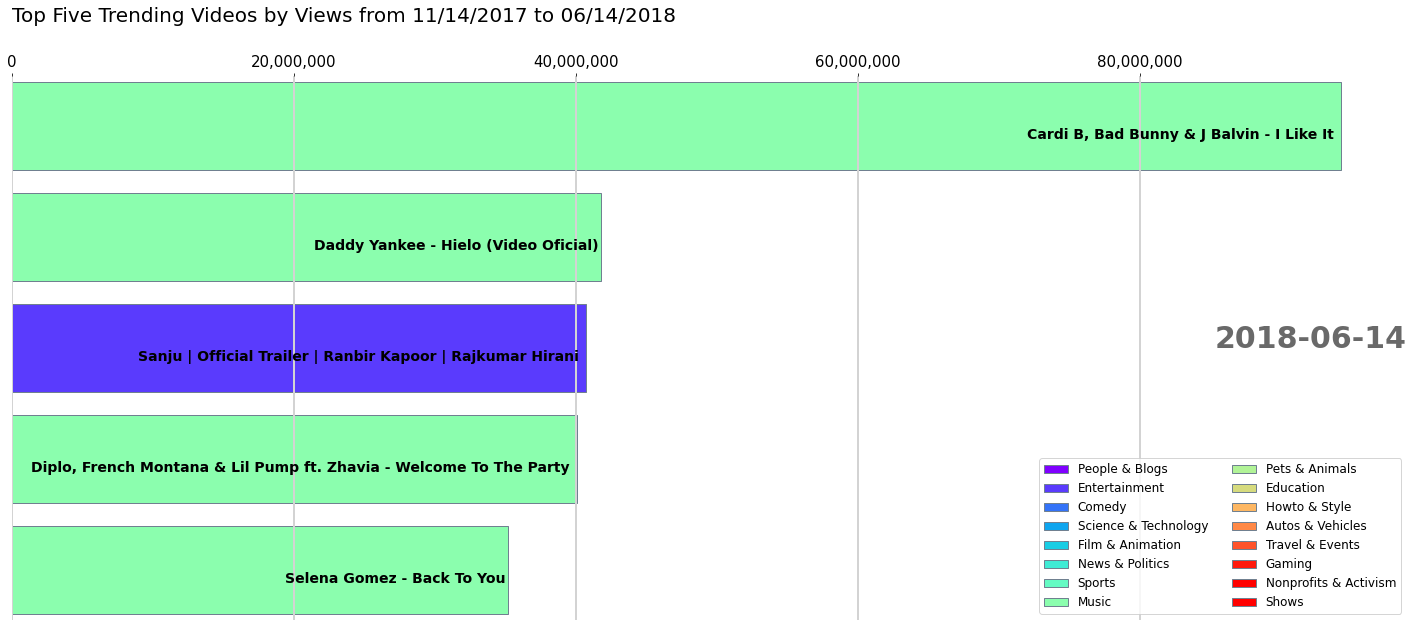 Top Five Trending Videos by Views from 11/14/2017 to 06/14/2018
0 20,000,000 40,000,000 60,000,000 80,000,000
Cardi B, Bad Bunny & J Balvin - I Like It
Daddy Yankee - Hielo (Video Oficial)
Sanju | Official Trailer | Ranbir Kapoor | Rajkumar Hirani
2018-06-14
Diplo, French Montana & Lil Pump ft. Zhavia - Welcome To The Party
Selena Gomez - Back To You
People & Blogs
Entertainment
Comedy
Science & Technology
Film & Animation
News & Politics
Sports
Music
Pets & Animals
Education
Howto & Style
Autos & Vehicles
Travel & Events
Gaming
Nonprofits & Activism
Shows